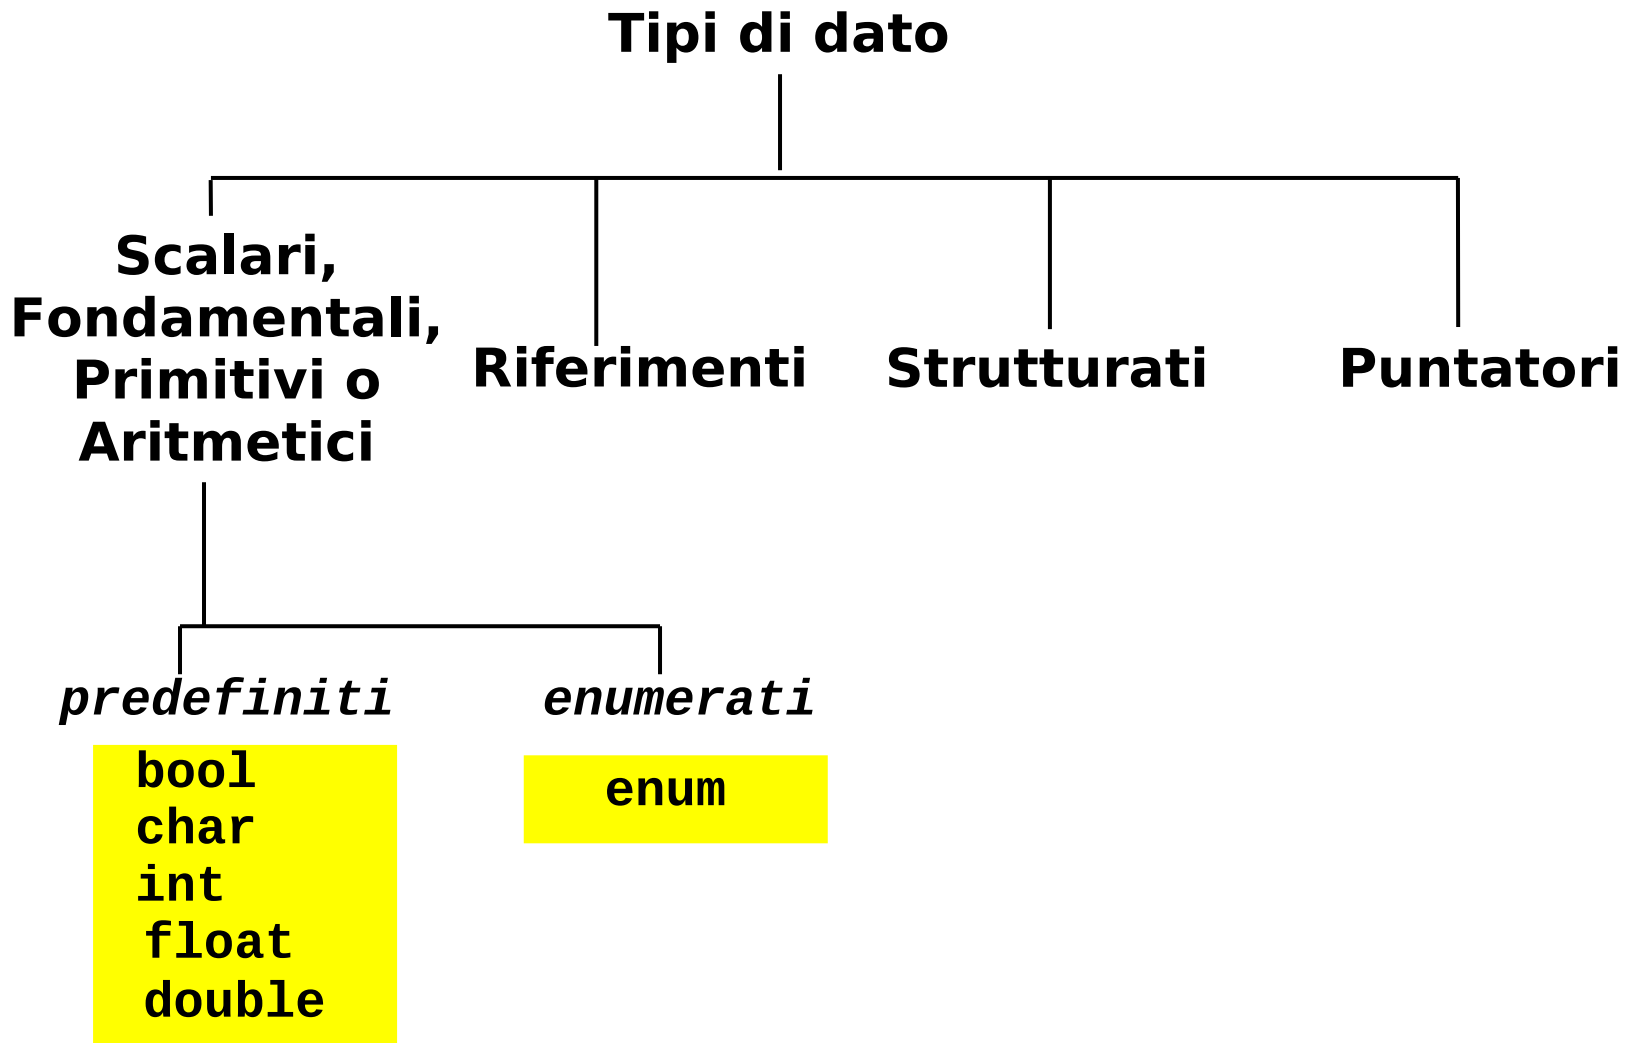 Tipi di dato
Scalari,
Fondamentali,
Primitivi o
Aritmetici
Riferimenti
Strutturati
Puntatori
predefiniti
enumerati
bool
char
int
float
double
enum